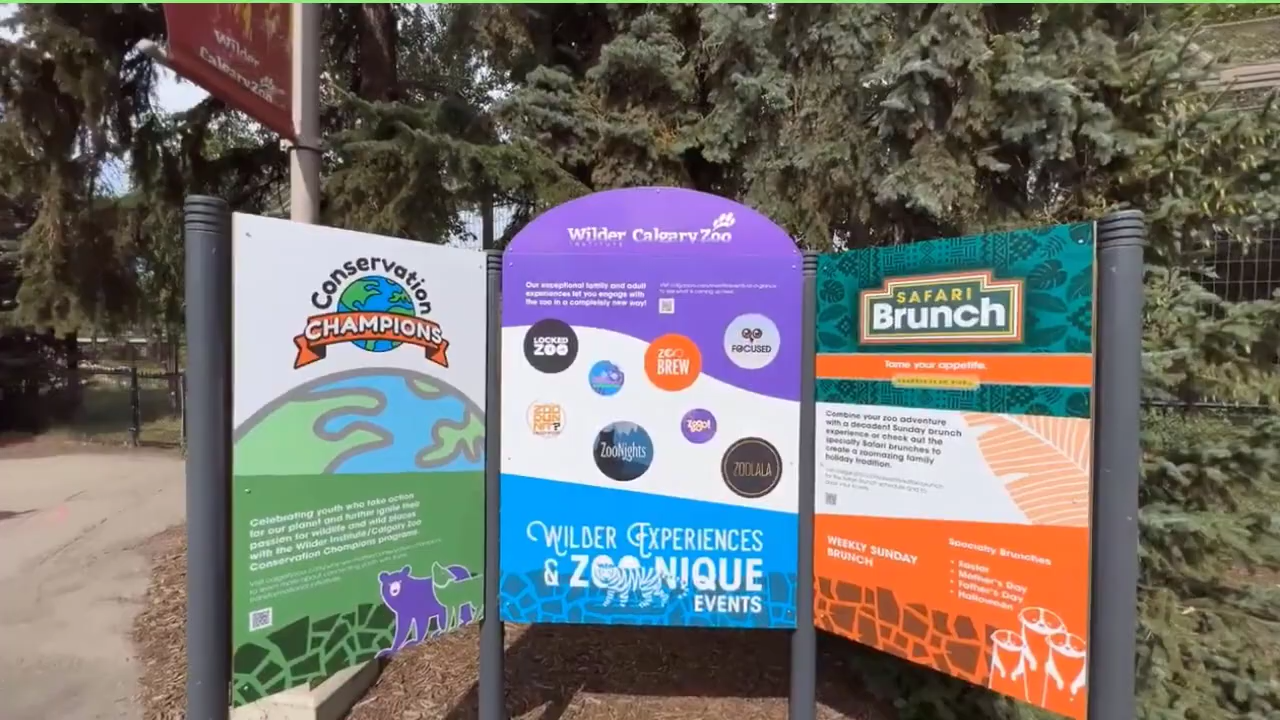 Wilder
Calgary Zoo
Conservation
CHAMPIONS
Celebrating youth who take action
for our planet and further ignite their
passion for wildlife and wild places
with the Wilder Institute/Calgary Zoo
Conservation Champions programs.
Wilder Calgary Zoo
INSTITUTE
Our exceptional family and adult
experiences let you engage with
the zoo in a completely new way!
LOCKED
ZOO
ZOO
BREW
FOCUSED
ZOO
RUN
NIT?
ZooNights
Zoo!
ZOOLALA
WILDER EXPERIENCES
& ZOONIQUE
EVENTS
SAFARI
Brunch
Tame your appetite.
Combine your zoo adventure
with a decadent Sunday brunch
experience or check out the
specialty Safari brunches to
create a zoomazing family
holiday tradition.
WEEKLY SUNDAY
BRUNCH
Specialty Brunches
• Easter
• Mother's Day
• Father's Day
• Halloween